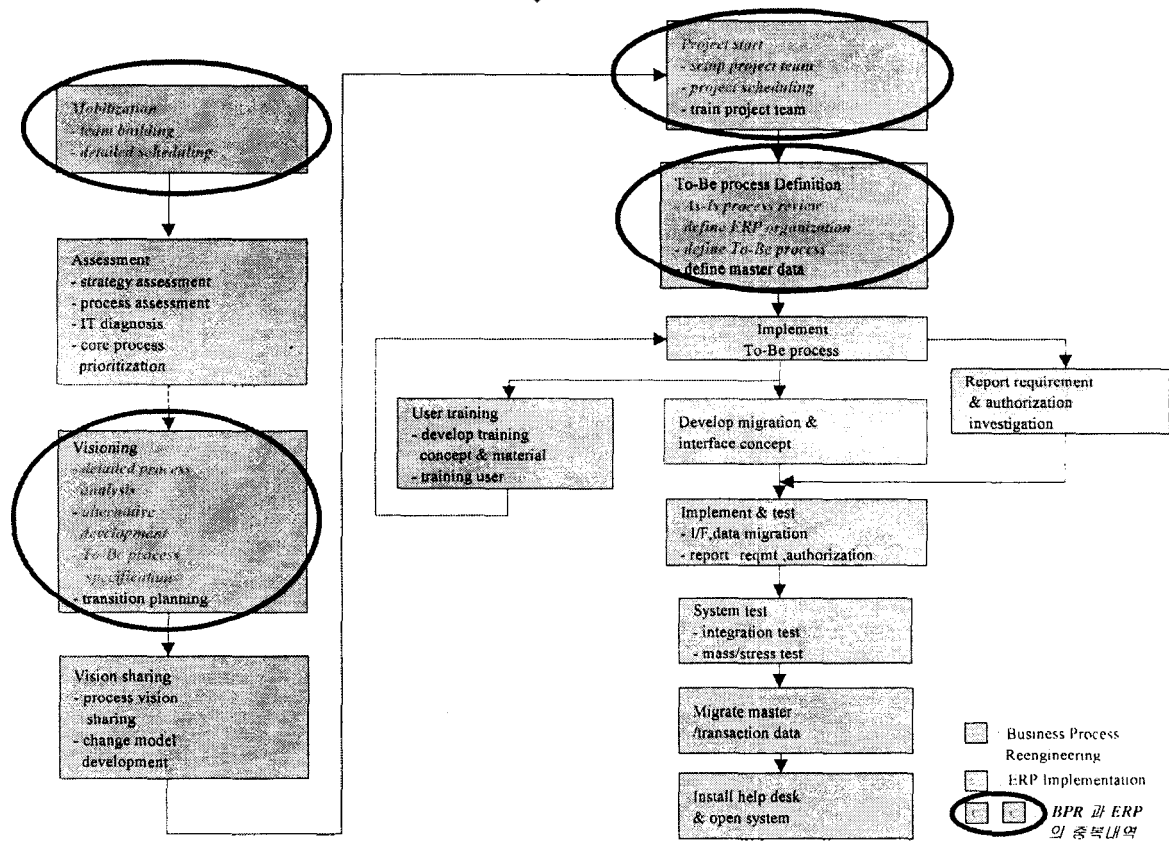 Mobilization
- team building
- detailed scheduling
Assessment
- strategy assessment
- process assessment
- IT diagnosis
- core process
prioritization
Visioning
- detailed process
analysis
- alternative
development
- To-Be process
specification
- transition planning
Vision sharing
- process vision
sharing
- change model
development
Project start
- setup project team
- project scheduling
- train project team
To-Be process Definition
- As-Is process review
- define ERP organization
- define To-Be process
- define master data
Implement
To-Be process
User training
- develop training
concept & material
- training user
Develop migration &
interface concept
Report requirement
& authorization
investigation
Implement & test
- I/F,data migration
- report reqmt ,authorization
System test
- integration test
- mass/stress test
Migrate master
/transaction data
Install help desk
& open system
Business Process
Reengineering
ERP Implementation
BPR 과 ERP
의 중복내역